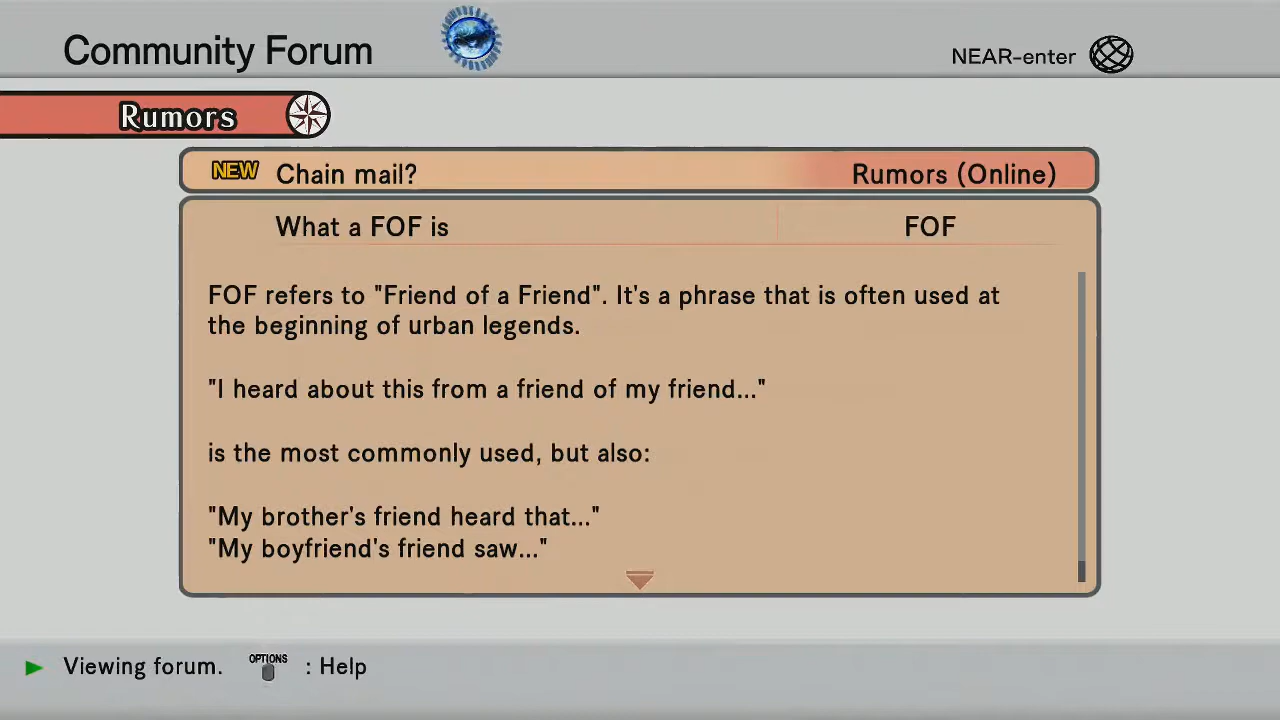 Community Forum
NEAR-enter
Rumors
NEW Chain mail? Rumors (Online)
What a FOF is FOF
FOF refers to "Friend of a Friend". It's a phrase that is often used at
the beginning of urban legends.
"I heard about this from a friend of my friend..."
is the most commonly used, but also:
"My brother's friend heard that..."
"My boyfriend's friend saw..."
Viewing forum. OPTIONS : Help